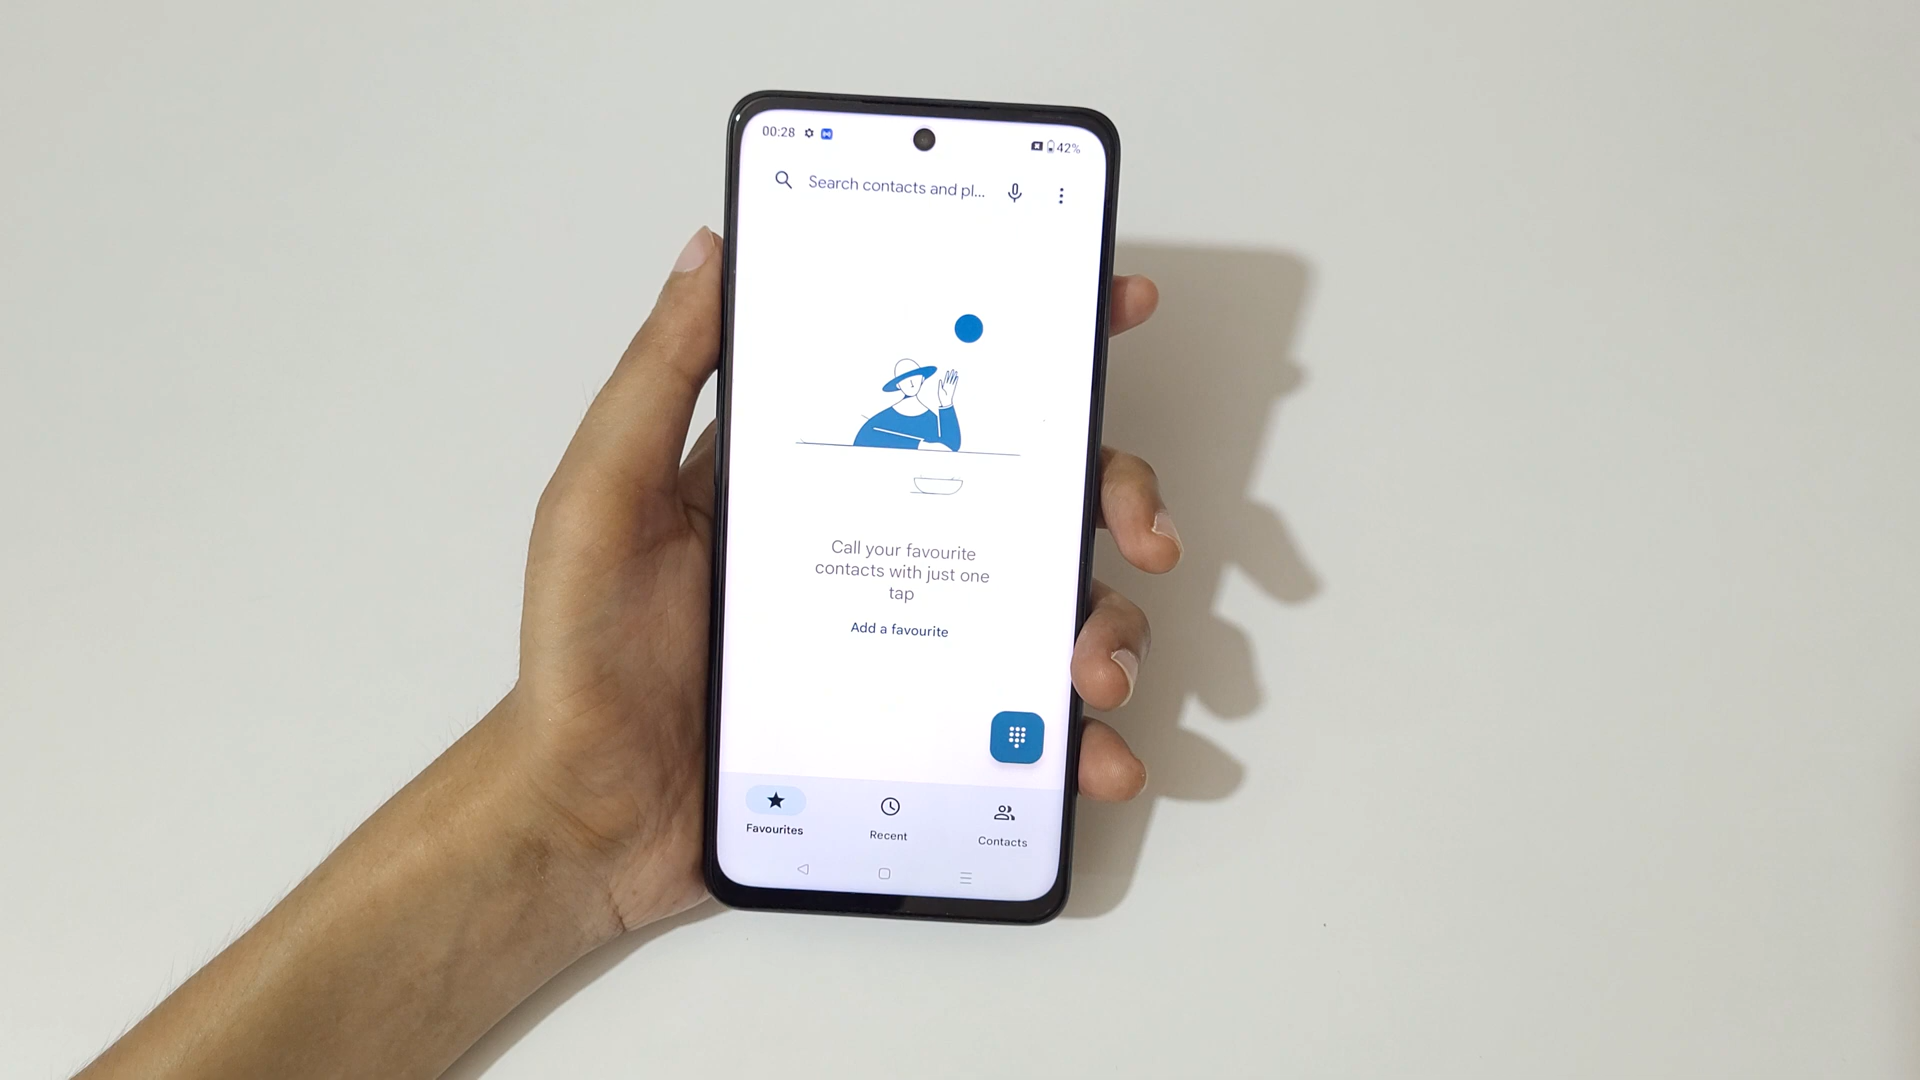 00:28
42%
Search contacts and pl...
Call your favourite
contacts with just one
tap
Add a favourite
Favourites
Recent
Contacts